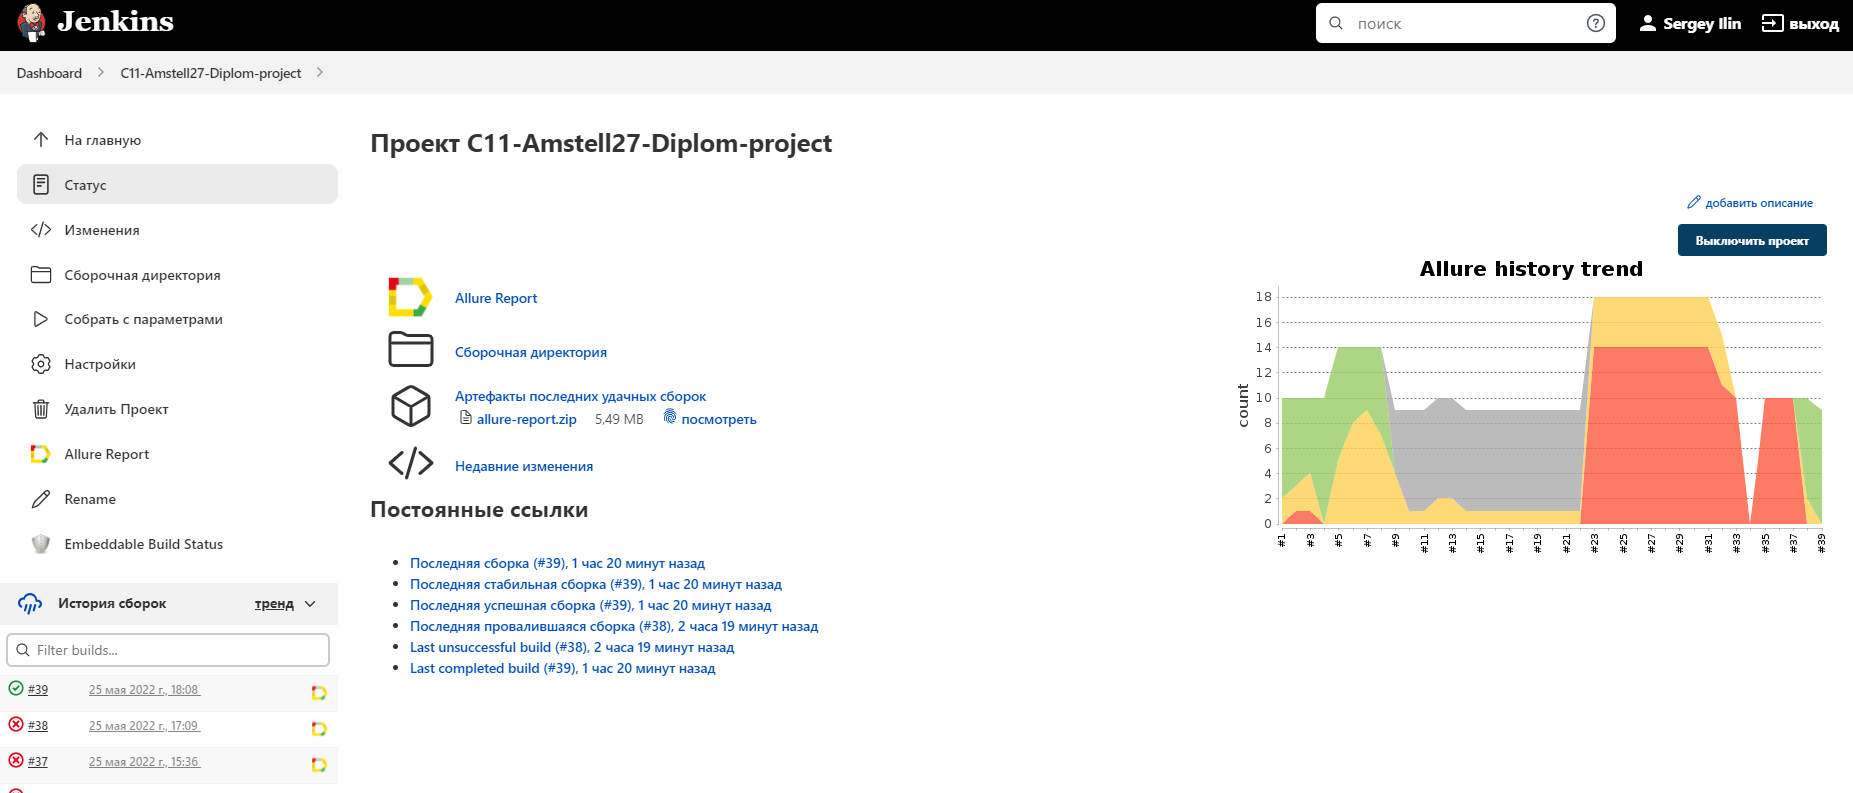 Jenkins
поиск
Sergey Ilin
выход
Dashboard
C11-Amstell27-Diplom-project
На главную
Статус
Изменения
Сборочная директория
Собрать с параметрами
Настройки
Удалить Проект
Allure Report
Rename
Embeddable Build Status
История сборок
тренд
Filter builds...
#39 25 мая 2022 г., 18:08
#38 25 мая 2022 г., 17:09
#37 25 мая 2022 г., 15:36
Проект C11-Amstell27-Diplom-project
добавить описание
Выключить проект
Allure Report
Сборочная директория
Артефакты последних удачных сборок
allure-report.zip 5,49 MB посмотреть
Недавние изменения
Постоянные ссылки
Последняя сборка (#39), 1 час 20 минут назад
Последняя стабильная сборка (#39), 1 час 20 минут назад
Последняя успешная сборка (#39), 1 час 20 минут назад
Последняя провалившаяся сборка (#38), 2 часа 19 минут назад
Last unsuccessful build (#38), 2 часа 19 минут назад
Last completed build (#39), 1 час 20 минут назад
Allure history trend
count
18
16
14
12
10
8
6
4
2
0
#1 #3 #5 #7 #9 #11 #13 #15 #17 #19 #21 #23 #25 #27 #29 #31 #33 #35 #37 #39